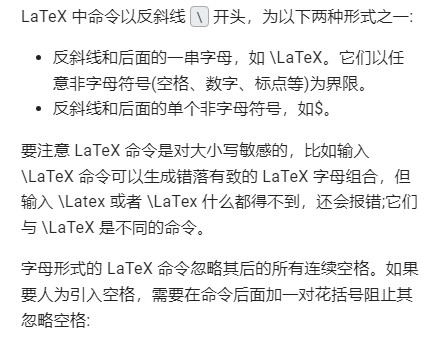 LaTeX 中命令以反斜线 \ 开头，为以下两种形式之一:
反斜线和后面的一串字母，如 \LaTeX。它们以任
意非字母符号(空格、数字、标点等)为界限。
反斜线和后面的单个非字母符号，如$。
要注意 LaTeX 命令是对大小写敏感的，比如输入
\LaTeX 命令可以生成错落有致的 LaTeX 字母组合，但
输入 \Latex 或者 \LaTex 什么都得不到，还会报错;它们
与 \LaTeX 是不同的命令。
字母形式的 LaTeX 命令忽略其后的所有连续空格。如果
要人为引入空格，需要在命令后面加一对花括号阻止其
忽略空格: